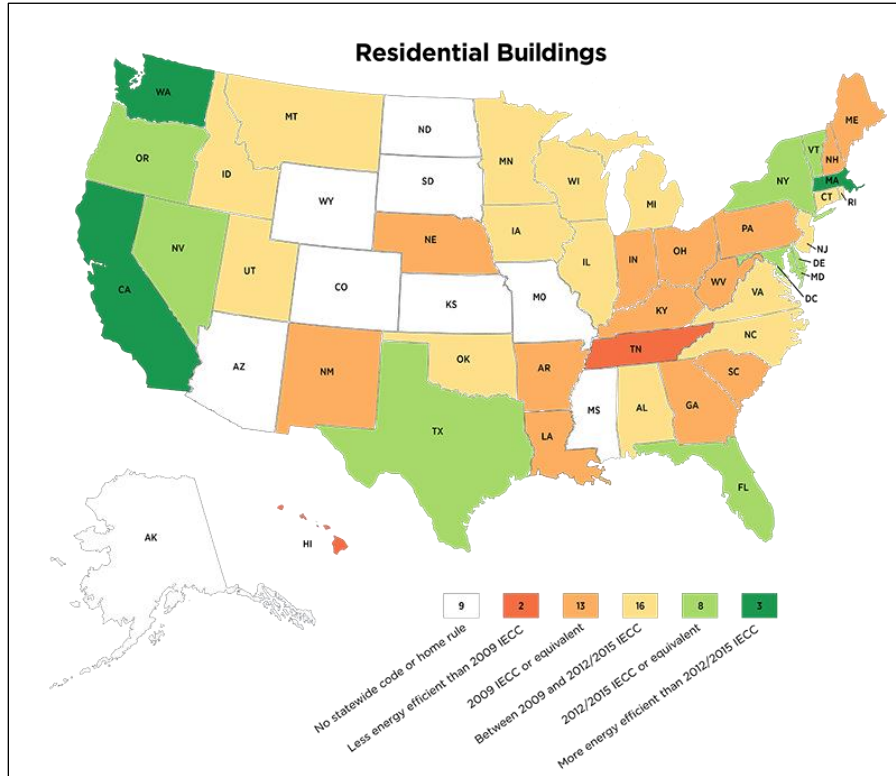 Residential Buildings
WA
OR
CA
NV
ID
MT
WY
UT
CO
AZ
NM
ND
SD
NE
KS
OK
TX
MN
IA
MO
AR
LA
WI
IL
MI
IN
OH
KY
TN
MS
AL
GA
FL
SC
NC
VA
WV
PA
NY
VT
NH
ME
MA
CT
RI
NJ
DE
MD
DC
AK
HI
9
2
13
16
8
3
No statewide code or home rule
Less energy efficient than 2009 IECC
2009 IECC or equivalent
Between 2009 and 2012/2015 IECC
2012/2015 IECC or equivalent
More energy efficient than 2012/2015 IECC